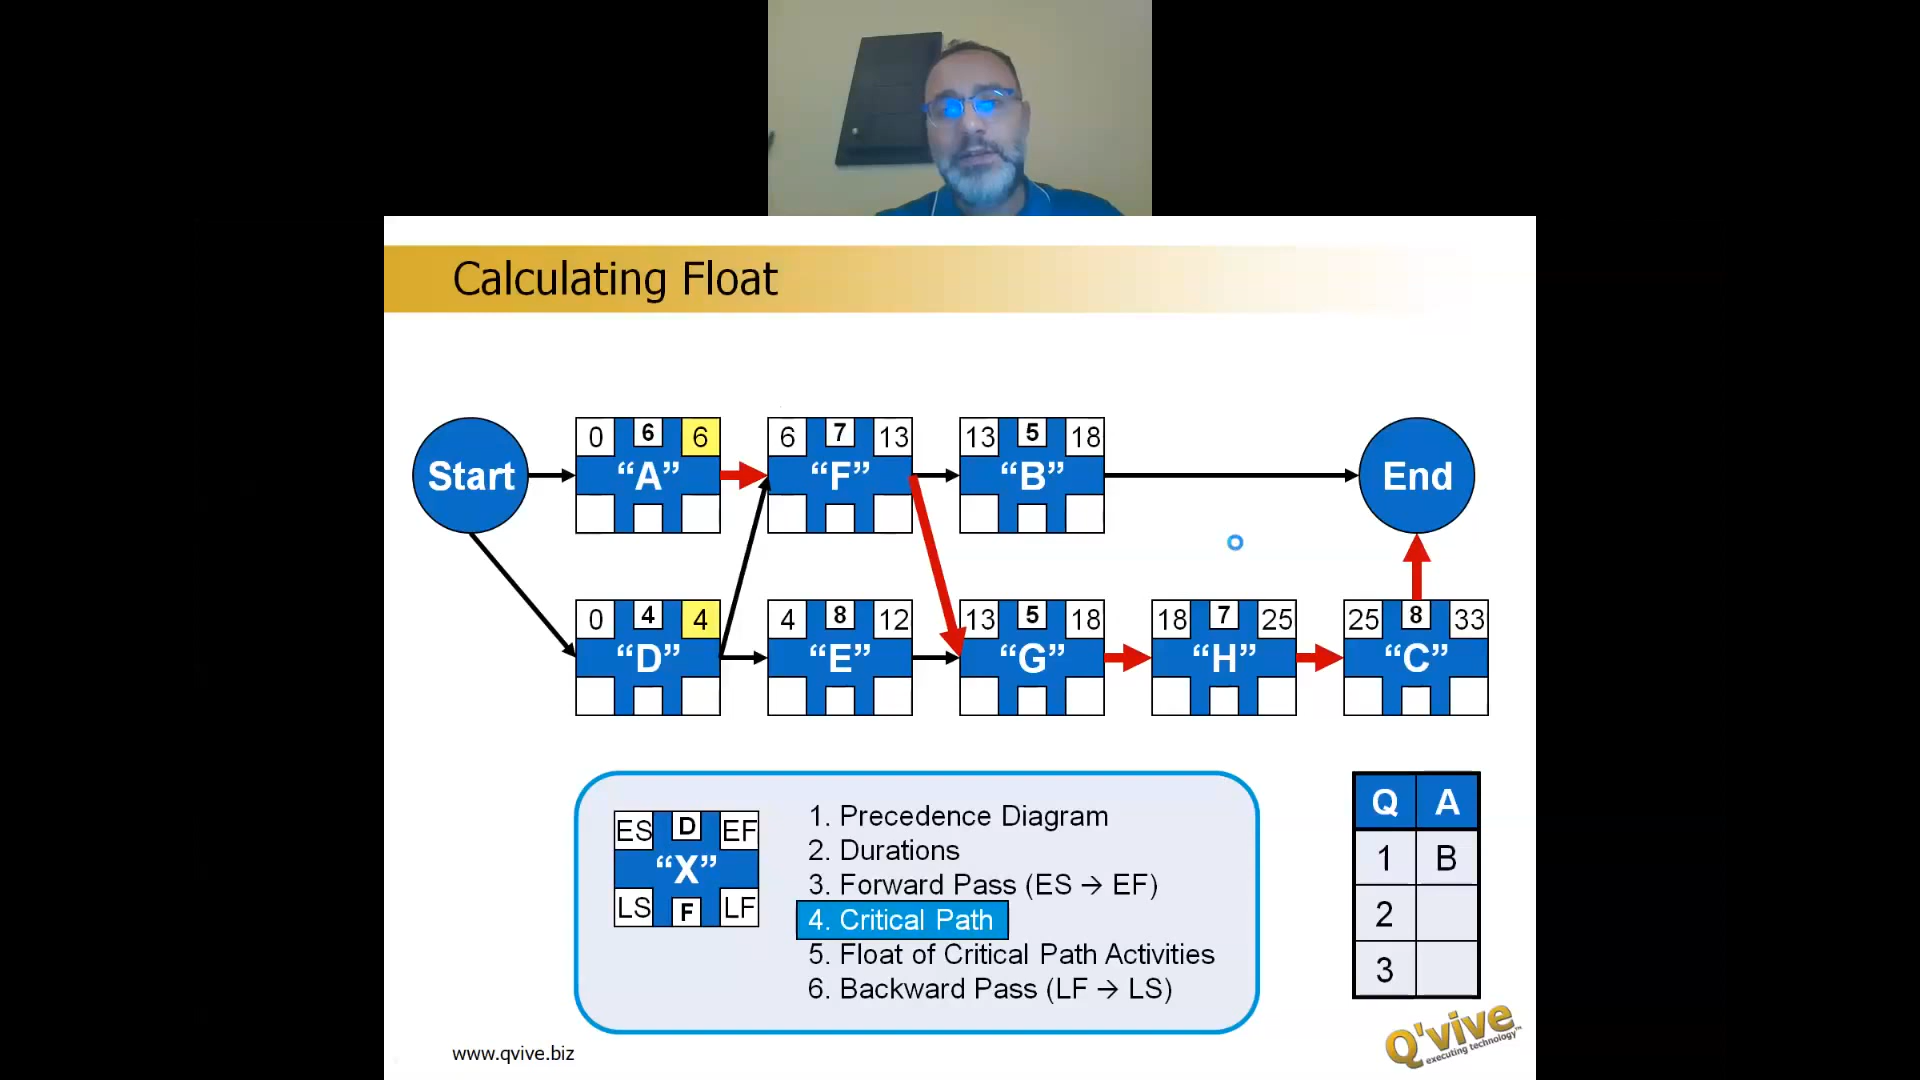 Calculating Float
0 6 6 6 7 13 13 5 18
Start “A” “F” “B” End
0 4 4 4 8 12 13 5 18 18 7 25 25 8 33
“D” “E” “G” “H” “C”
ES D EF
“X”
LS F LF
1. Precedence Diagram
2. Durations
3. Forward Pass (ES → EF)
4. Critical Path
5. Float of Critical Path Activities
6. Backward Pass (LF → LS)
Q A
1 B
2
3
www.qvive.biz
Q'vive™
executing technology